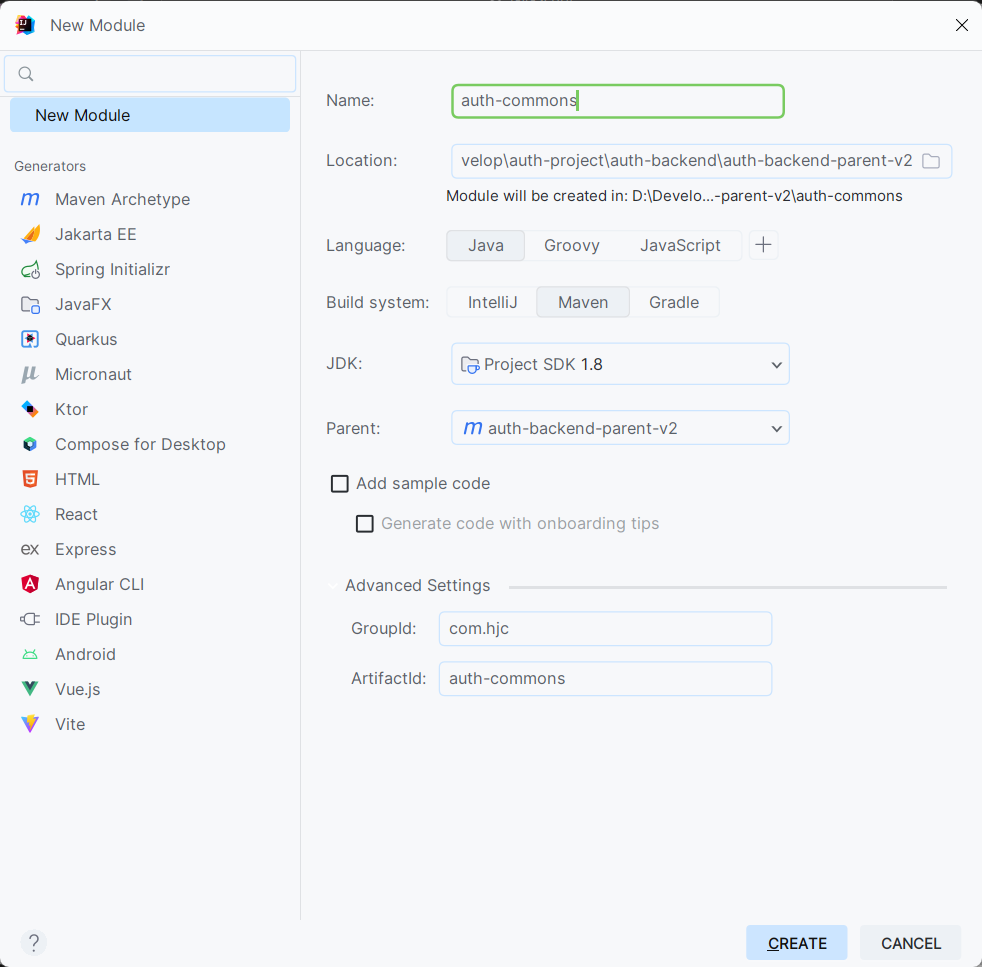 New Module
New Module
Generators
Maven Archetype
Jakarta EE
Spring Initializr
JavaFX
Quarkus
Micronaut
Ktor
Compose for Desktop
HTML
React
Express
Angular CLI
IDE Plugin
Android
Vue.js
Vite
Name: auth-commons
Location: velop\auth-project\auth-backend\auth-backend-parent-v2
Module will be created in: D:\Develo...-parent-v2\auth-commons
Language: Java Groovy JavaScript
Build system: IntelliJ Maven Gradle
JDK: Project SDK 1.8
Parent: auth-backend-parent-v2
Add sample code
Generate code with onboarding tips
Advanced Settings
GroupId: com.hjc
ArtifactId: auth-commons
? CREATE CANCEL